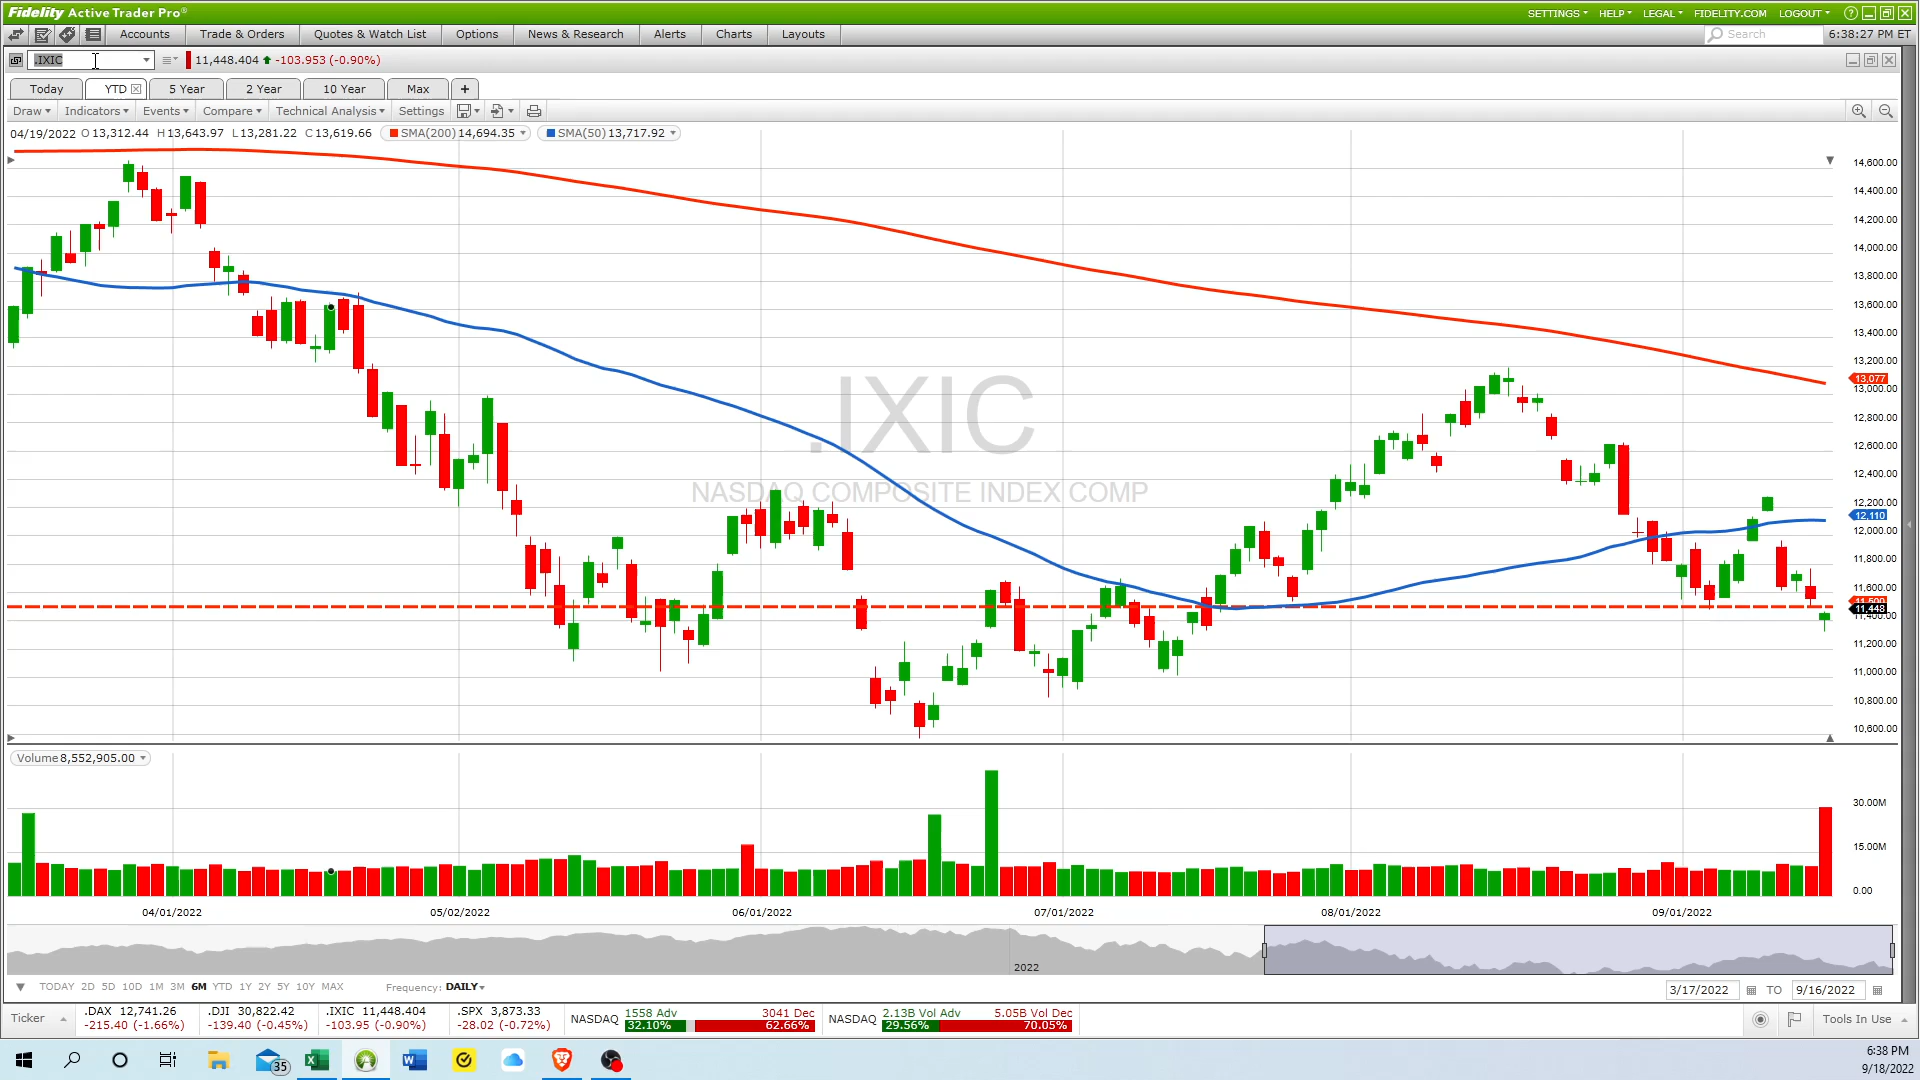 Fidelity Active Trader Pro®
SETTINGS HELP LEGAL FIDELITY.COM LOGOUT ?
Accounts Trade & Orders Quotes & Watch List Options News & Research Alerts Charts Layouts Search 6:38:27 PM ET
.IXIC 11,448.404 -103.953 (-0.90%)
Today YTD 5 Year 2 Year 10 Year Max +
Draw Indicators Events Compare Technical Analysis Settings
04/19/2022 O 13,312.44 H 13,643.97 L 13,281.22 C 13,619.66 SMA(200) 14,694.35 SMA(50) 13,717.92
14,600.00
14,400.00
14,200.00
14,000.00
13,800.00
13,600.00
13,400.00
13,200.00
13,077
13,000.00
12,800.00
12,600.00
12,400.00
12,200.00
12,110
12,000.00
11,800.00
11,600.00
11,500
11,448
11,400.00
11,200.00
11,000.00
10,800.00
10,600.00
.IXIC
NASDAQ COMPOSITE INDEX COMP
Volume 8,552,905.00
30.00M
15.00M
0.00
04/01/2022 05/02/2022 06/01/2022 07/01/2022 08/01/2022 09/01/2022
2022
TODAY 2D 5D 10D 1M 3M 6M YTD 1Y 2Y 5Y 10Y MAX Frequency: DAILY 3/17/2022 TO 9/16/2022
Ticker .DAX 12,741.26 .DJI 30,822.42 .IXIC 11,448.404 .SPX 3,873.33 NASDAQ 1558 Adv 3041 Dec NASDAQ 2.13B Vol Adv 5.05B Vol Dec Tools In Use
-215.40 (-1.66%) -139.40 (-0.45%) -103.95 (-0.90%) -28.02 (-0.72%) 32.10% 62.66% 29.56% 70.05%
35
6:38 PM
9/18/2022